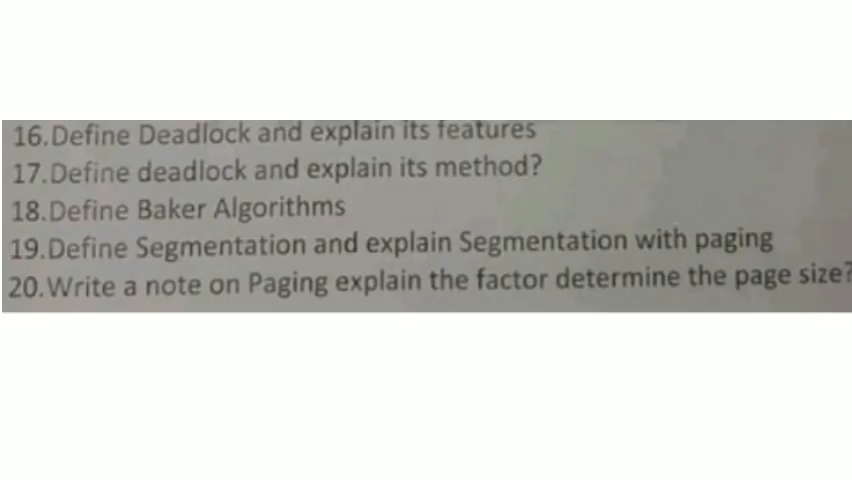 16.Define Deadlock and explain its features
17.Define deadlock and explain its method?
18.Define Baker Algorithms
19.Define Segmentation and explain Segmentation with paging
20.Write a note on Paging explain the factor determine the page size?